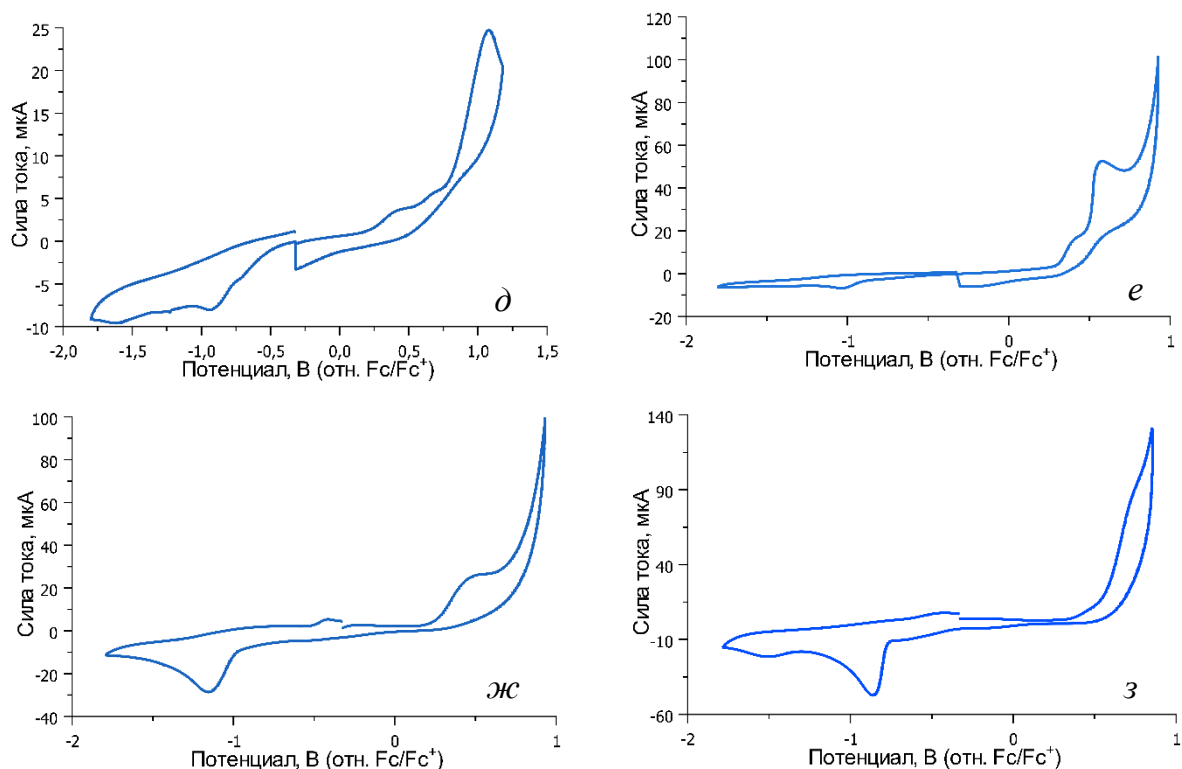 Сила тока, мкА
25
20
15
10
5
0
-5
-10
-2,0 -1,5 -1,0 -0,5 0,0 0,5 1,0 1,5
Потенциал, В (отн. Fc/Fc⁺)
д
Сила тока, мкА
120
100
80
60
40
20
0
-20
-2 -1 0 1
Потенциал, В (отн. Fc/Fc⁺)
е
Сила тока, мкА
100
80
60
40
20
0
-20
-40
-2 -1 0 1
Потенциал, В (отн. Fc/Fc⁺)
ж
Сила тока, мкА
140
90
40
-10
-60
-2 -1 0 1
Потенциал, В (отн. Fc/Fc⁺)
з